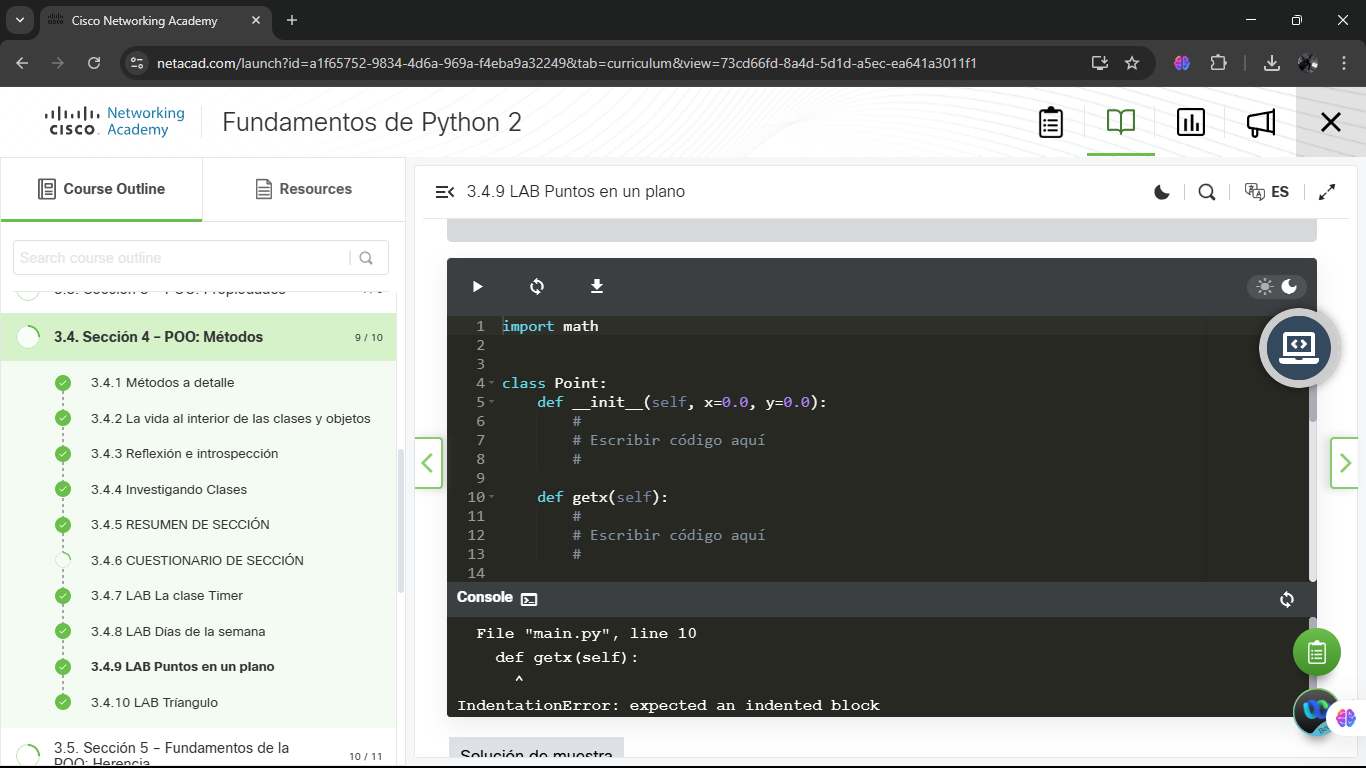 Cisco Networking Academy
netacad.com/launch?id=a1f65752-9834-4d6a-969a-f4eba9a32249&tab=curriculum&view=73cd66fd-8a4d-5d1d-a5ec-ea641a3011f1
CISCO Networking Academy
Fundamentos de Python 2
Course Outline
Resources
3.4.9 LAB Puntos en un plano
ES
Search course outline
3.4. Sección 4 - POO: Métodos
9 / 10
3.4.1 Métodos a detalle
3.4.2 La vida al interior de las clases y objetos
3.4.3 Reflexión e introspección
3.4.4 Investigando Clases
3.4.5 RESUMEN DE SECCIÓN
3.4.6 CUESTIONARIO DE SECCIÓN
3.4.7 LAB La clase Timer
3.4.8 LAB Días de la semana
3.4.9 LAB Puntos en un plano
3.4.10 LAB Tríangulo
3.5. Sección 5 - Fundamentos de la
POO: Herencia
10 / 11
1 import math
2
3
4 class Point:
5     def __init__(self, x=0.0, y=0.0):
6         #
7         # Escribir código aquí
8         #
9
10     def getx(self):
11         #
12         # Escribir código aquí
13         #
14
Console
File "main.py", line 10
def getx(self):
^
IndentationError: expected an indented block
Solución de muestra